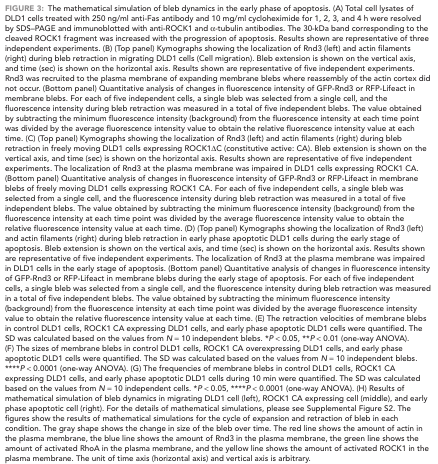 FIGURE 3: The mathematical simulation of bleb dynamics in the early phase of apoptosis. (A) Total cell lysates of
DLD1 cells treated with 250 ng/ml anti-Fas antibody and 10 mg/ml cycloheximide for 1, 2, 3, and 4 h were resolved
by SDS–PAGE and immunoblotted with anti-ROCK1 and α-tubulin antibodies. The 30-kDa band corresponding to the
cleaved ROCK1 fragment was increased with the progression of apoptosis. Results shown are representative of three
independent experiments. (B) (Top panel) Kymographs showing the localization of Rnd3 (left) and actin filaments
(right) during bleb retraction in migrating DLD1 cells (Cell migration). Bleb extension is shown on the vertical axis,
and time (sec) is shown on the horizontal axis. Results shown are representative of five independent experiments.
Rnd3 was recruited to the plasma membrane of expanding membrane blebs where reassembly of the actin cortex did
not occur. (Bottom panel) Quantitative analysis of changes in fluorescence intensity of GFP-Rnd3 or RFP-Lifeact in
membrane blebs. For each of five independent cells, a single bleb was selected from a single cell, and the
fluorescence intensity during bleb retraction was measured in a total of five independent blebs. The value obtained
by subtracting the minimum fluorescence intensity (background) from the fluorescence intensity at each time point
was divided by the average fluorescence intensity value to obtain the relative fluorescence intensity value at each
time. (C) (Top panel) Kymographs showing the localization of Rnd3 (left) and actin filaments (right) during bleb
retraction in freely moving DLD1 cells expressing ROCK1ΔC (constitutive active: CA). Bleb extension is shown on the
vertical axis, and time (sec) is shown on the horizontal axis. Results shown are representative of five independent
experiments. The localization of Rnd3 at the plasma membrane was impaired in DLD1 cells expressing ROCK1 CA.
(Bottom panel) Quantitative analysis of changes in fluorescence intensity of GFP-Rnd3 or RFP-Lifeact in membrane
blebs of freely moving DLD1 cells expressing ROCK1 CA. For each of five independent cells, a single bleb was
selected from a single cell, and the fluorescence intensity during bleb retraction was measured in a total of five
independent blebs. The value obtained by subtracting the minimum fluorescence intensity (background) from the
fluorescence intensity at each time point was divided by the average fluorescence intensity value to obtain the
relative fluorescence intensity value at each time. (D) (Top panel) Kymographs showing the localization of Rnd3 (left)
and actin filaments (right) during bleb retraction in early phase apoptotic DLD1 cells during the early stage of
apoptosis. Bleb extension is shown on the vertical axis, and time (sec) is shown on the horizontal axis. Results shown
are representative of five independent experiments. The localization of Rnd3 at the plasma membrane was impaired
in DLD1 cells in the early stage of apoptosis. (Bottom panel) Quantitative analysis of changes in fluorescence intensity
of GFP-Rnd3 or RFP-Lifeact in membrane blebs during the early stage of apoptosis. For each of five independent
cells, a single bleb was selected from a single cell, and the fluorescence intensity during bleb retraction was measured
in a total of five independent blebs. The value obtained by subtracting the minimum fluorescence intensity
(background) from the fluorescence intensity at each time point was divided by the average fluorescence intensity
value to obtain the relative fluorescence intensity value at each time. (E) The retraction velocities of membrane blebs
in control DLD1 cells, ROCK1 CA expressing DLD1 cells, and early phase apoptotic DLD1 cells were quantified. The
SD was calculated based on the values from N = 10 independent blebs. *P < 0.05, **P < 0.01 (one-way ANOVA).
(F) The sizes of membrane blebs in control DLD1 cells, ROCK1 CA overexpressing DLD1 cells, and early phase
apoptotic DLD1 cells were quantified. The SD was calculated based on the values from N = 10 independent blebs.
****P < 0.0001 (one-way ANOVA). (G) The frequencies of membrane blebs in control DLD1 cells, ROCK1 CA
expressing DLD1 cells, and early phase apoptotic DLD1 cells during 10 min were quantified. The SD was calculated
based on the values from N = 10 independent cells. *P < 0.05, ****P < 0.0001 (one-way ANOVA). (H) Results of
mathematical simulation of bleb dynamics in migrating DLD1 cell (left), ROCK1 CA expressing cell (middle), and early
phase apoptotic cell (right). For the details of mathematical simulations, please see Supplemental Figure S2. The
figures show the results of mathematical simulations for the cycle of expansion and retraction of bleb in each
condition. The gray shape shows the change in size of the bleb over time. The red line shows the amount of actin in
the plasma membrane, the blue line shows the amount of Rnd3 in the plasma membrane, the green line shows the
amount of activated RhoA in the plasma membrane, and the yellow line shows the amount of activated ROCK1 in
the plasma membrane. The unit of time (horizontal axis) and vertical axis is arbitrary.